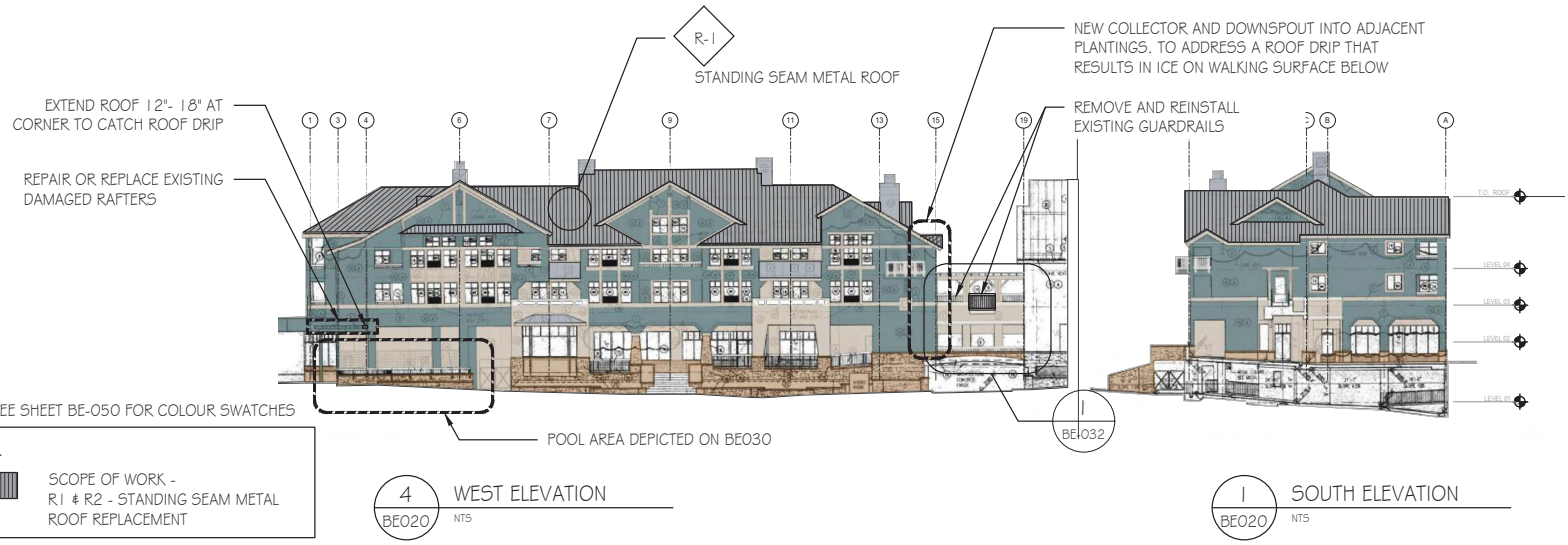 R-1
STANDING SEAM METAL ROOF
NEW COLLECTOR AND DOWNSPOUT INTO ADJACENT
PLANTINGS. TO ADDRESS A ROOF DRIP THAT
RESULTS IN ICE ON WALKING SURFACE BELOW
EXTEND ROOF 12"- 18" AT
CORNER TO CATCH ROOF DRIP
REMOVE AND REINSTALL
EXISTING GUARDRAILS
REPAIR OR REPLACE EXISTING
DAMAGED RAFTERS
1 3 4 6 7 9 11 13 15 19
B A
T.O. ROOF
LEVEL 04
LEVEL 03
LEVEL 02
LEVEL 01
SHEET BE-050 FOR COLOUR SWATCHES
POOL AREA DEPICTED ON BE030
1
BE-032
SCOPE OF WORK -
R1 & R2 - STANDING SEAM METAL
ROOF REPLACEMENT
4
BE020
WEST ELEVATION
NTS
1
BE020
SOUTH ELEVATION
NTS